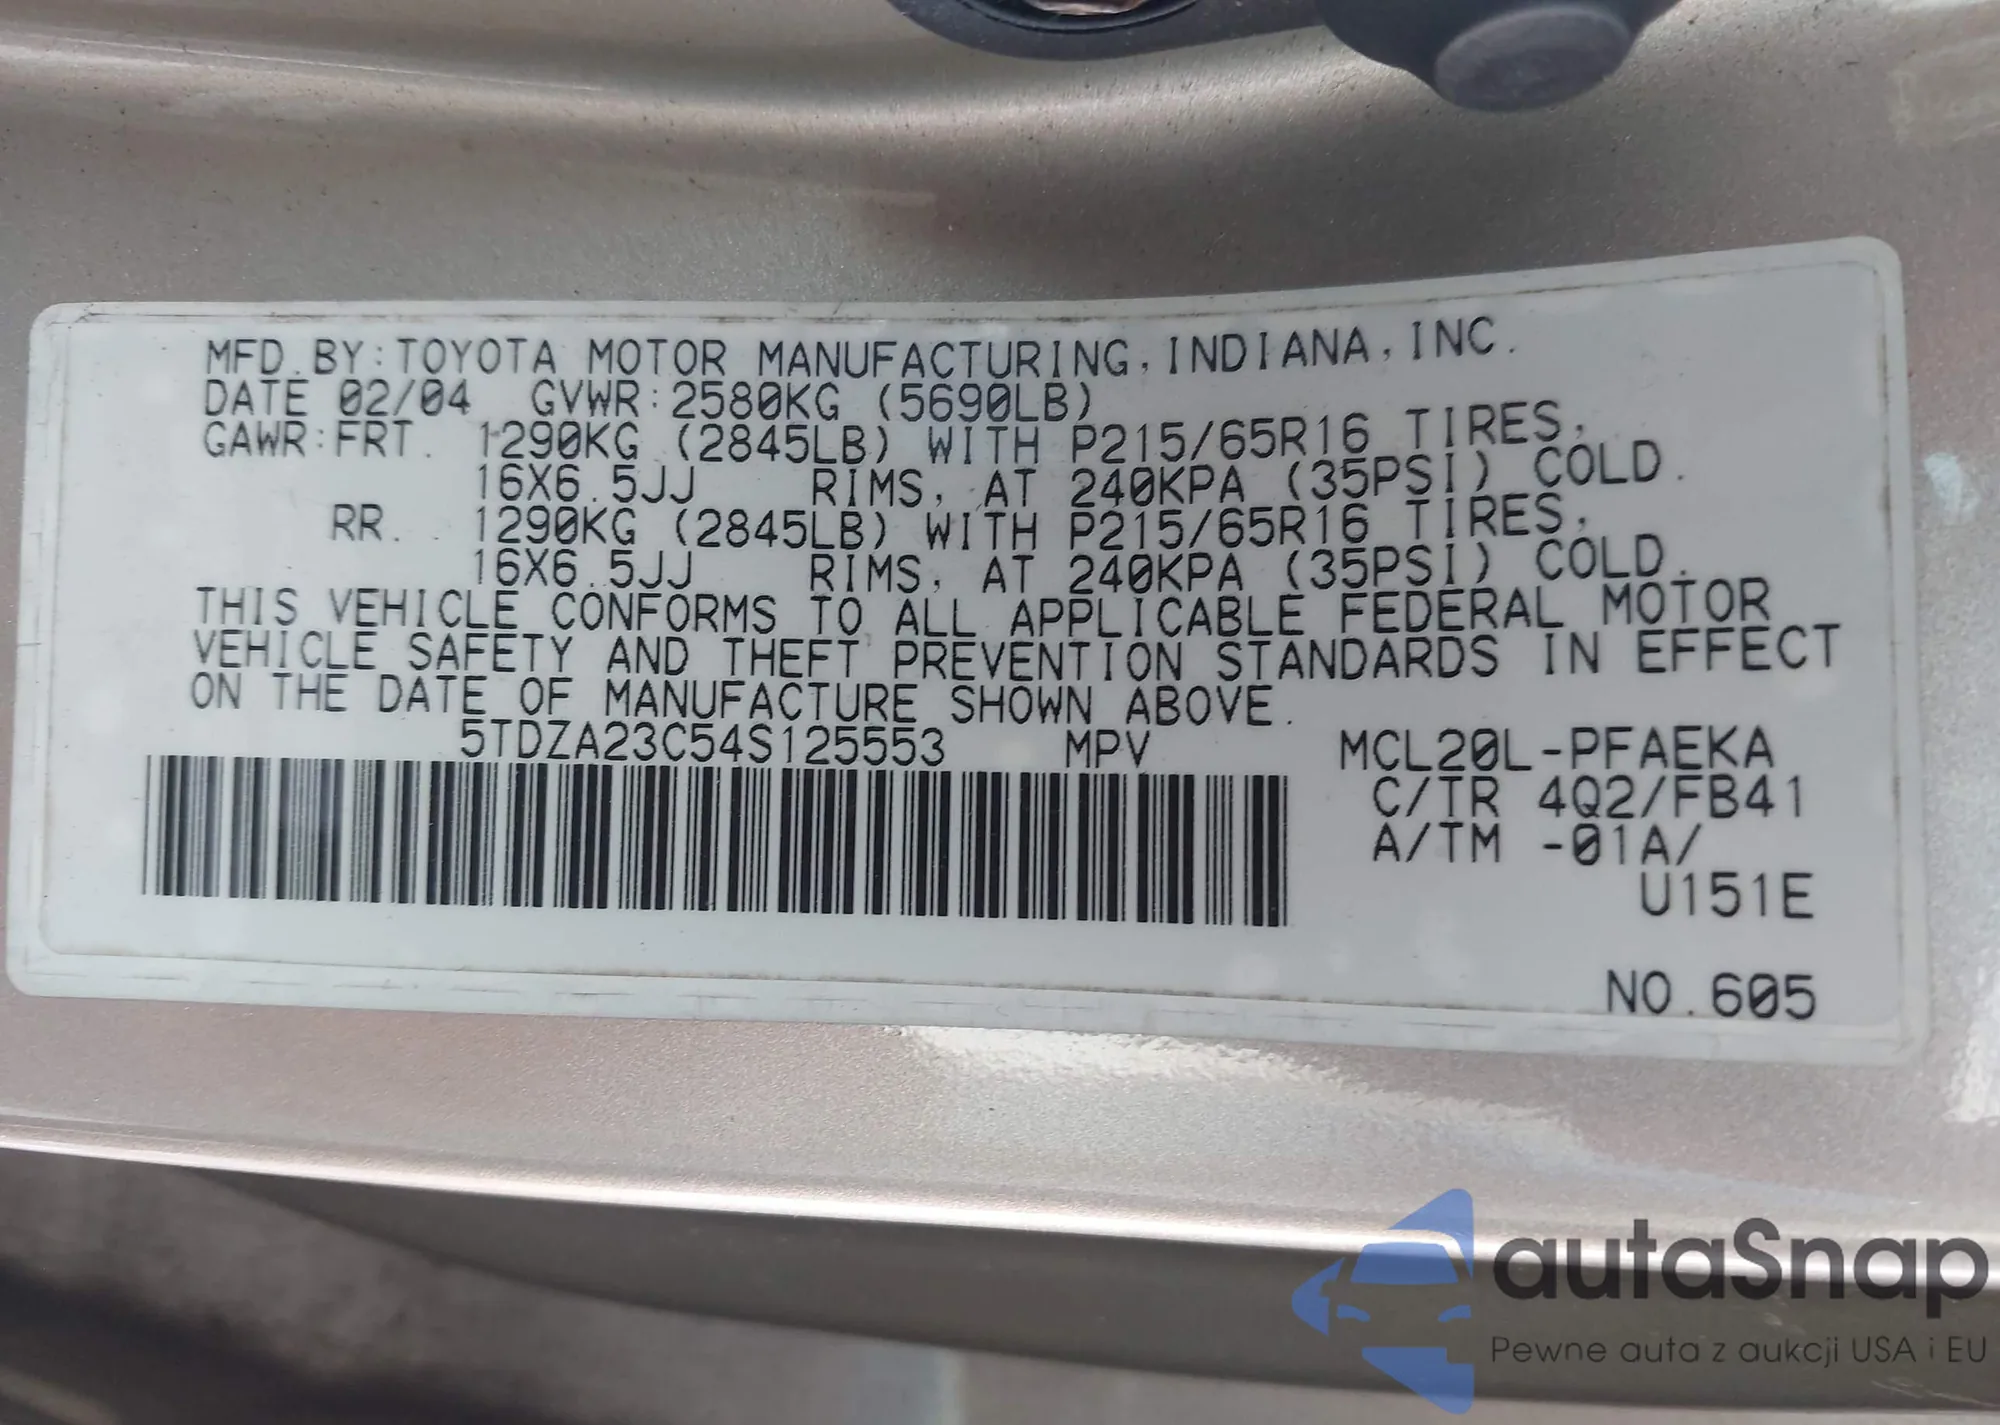 MFD.BY:TOYOTA MOTOR MANUFACTURING,INDIANA,INC.
DATE 02/04 GVWR:2580KG (5690LB)
GAWR:FRT. 1290KG (2845LB) WITH P215/65R16 TIRES,
16X6.5JJ RIMS, AT 240KPA (35PSI) COLD.
RR. 1290KG (2845LB) WITH P215/65R16 TIRES,
16X6.5JJ RIMS, AT 240KPA (35PSI) COLD.
THIS VEHICLE CONFORMS TO ALL APPLICABLE FEDERAL MOTOR
VEHICLE SAFETY AND THEFT PREVENTION STANDARDS IN EFFECT
ON THE DATE OF MANUFACTURE SHOWN ABOVE.
5TDZA23C54S125553 MPV MCL20L-PFAEKA
C/TR 4Q2/FB41
A/TM -01A/
U151E
NO.605
autaSnap
Pewne auta z aukcji USA i EU